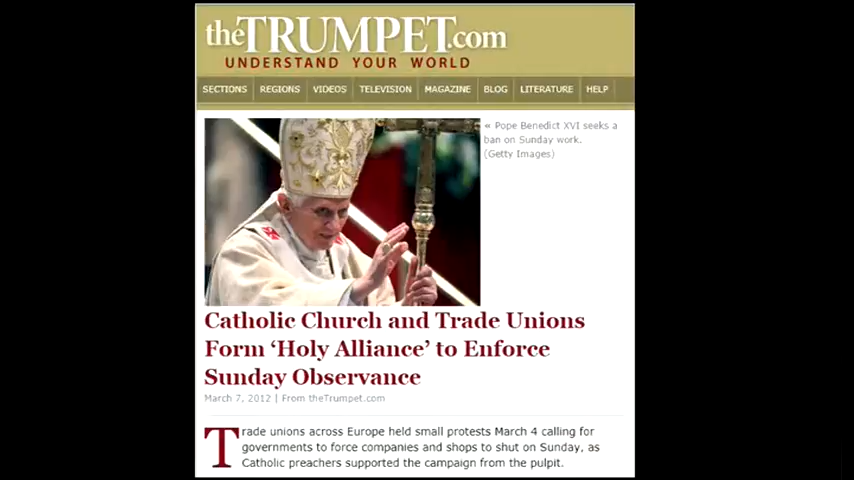 theTRUMPET.com
UNDERSTAND YOUR WORLD
SECTIONS REGIONS VIDEOS TELEVISION MAGAZINE BLOG LITERATURE HELP
« Pope Benedict XVI seeks a
ban on Sunday work.
(Getty Images)
Catholic Church and Trade Unions
Form ‘Holy Alliance’ to Enforce
Sunday Observance
March 7, 2012 | From theTrumpet.com
Trade unions across Europe held small protests March 4 calling for
governments to force companies and shops to shut on Sunday, as
Catholic preachers supported the campaign from the pulpit.